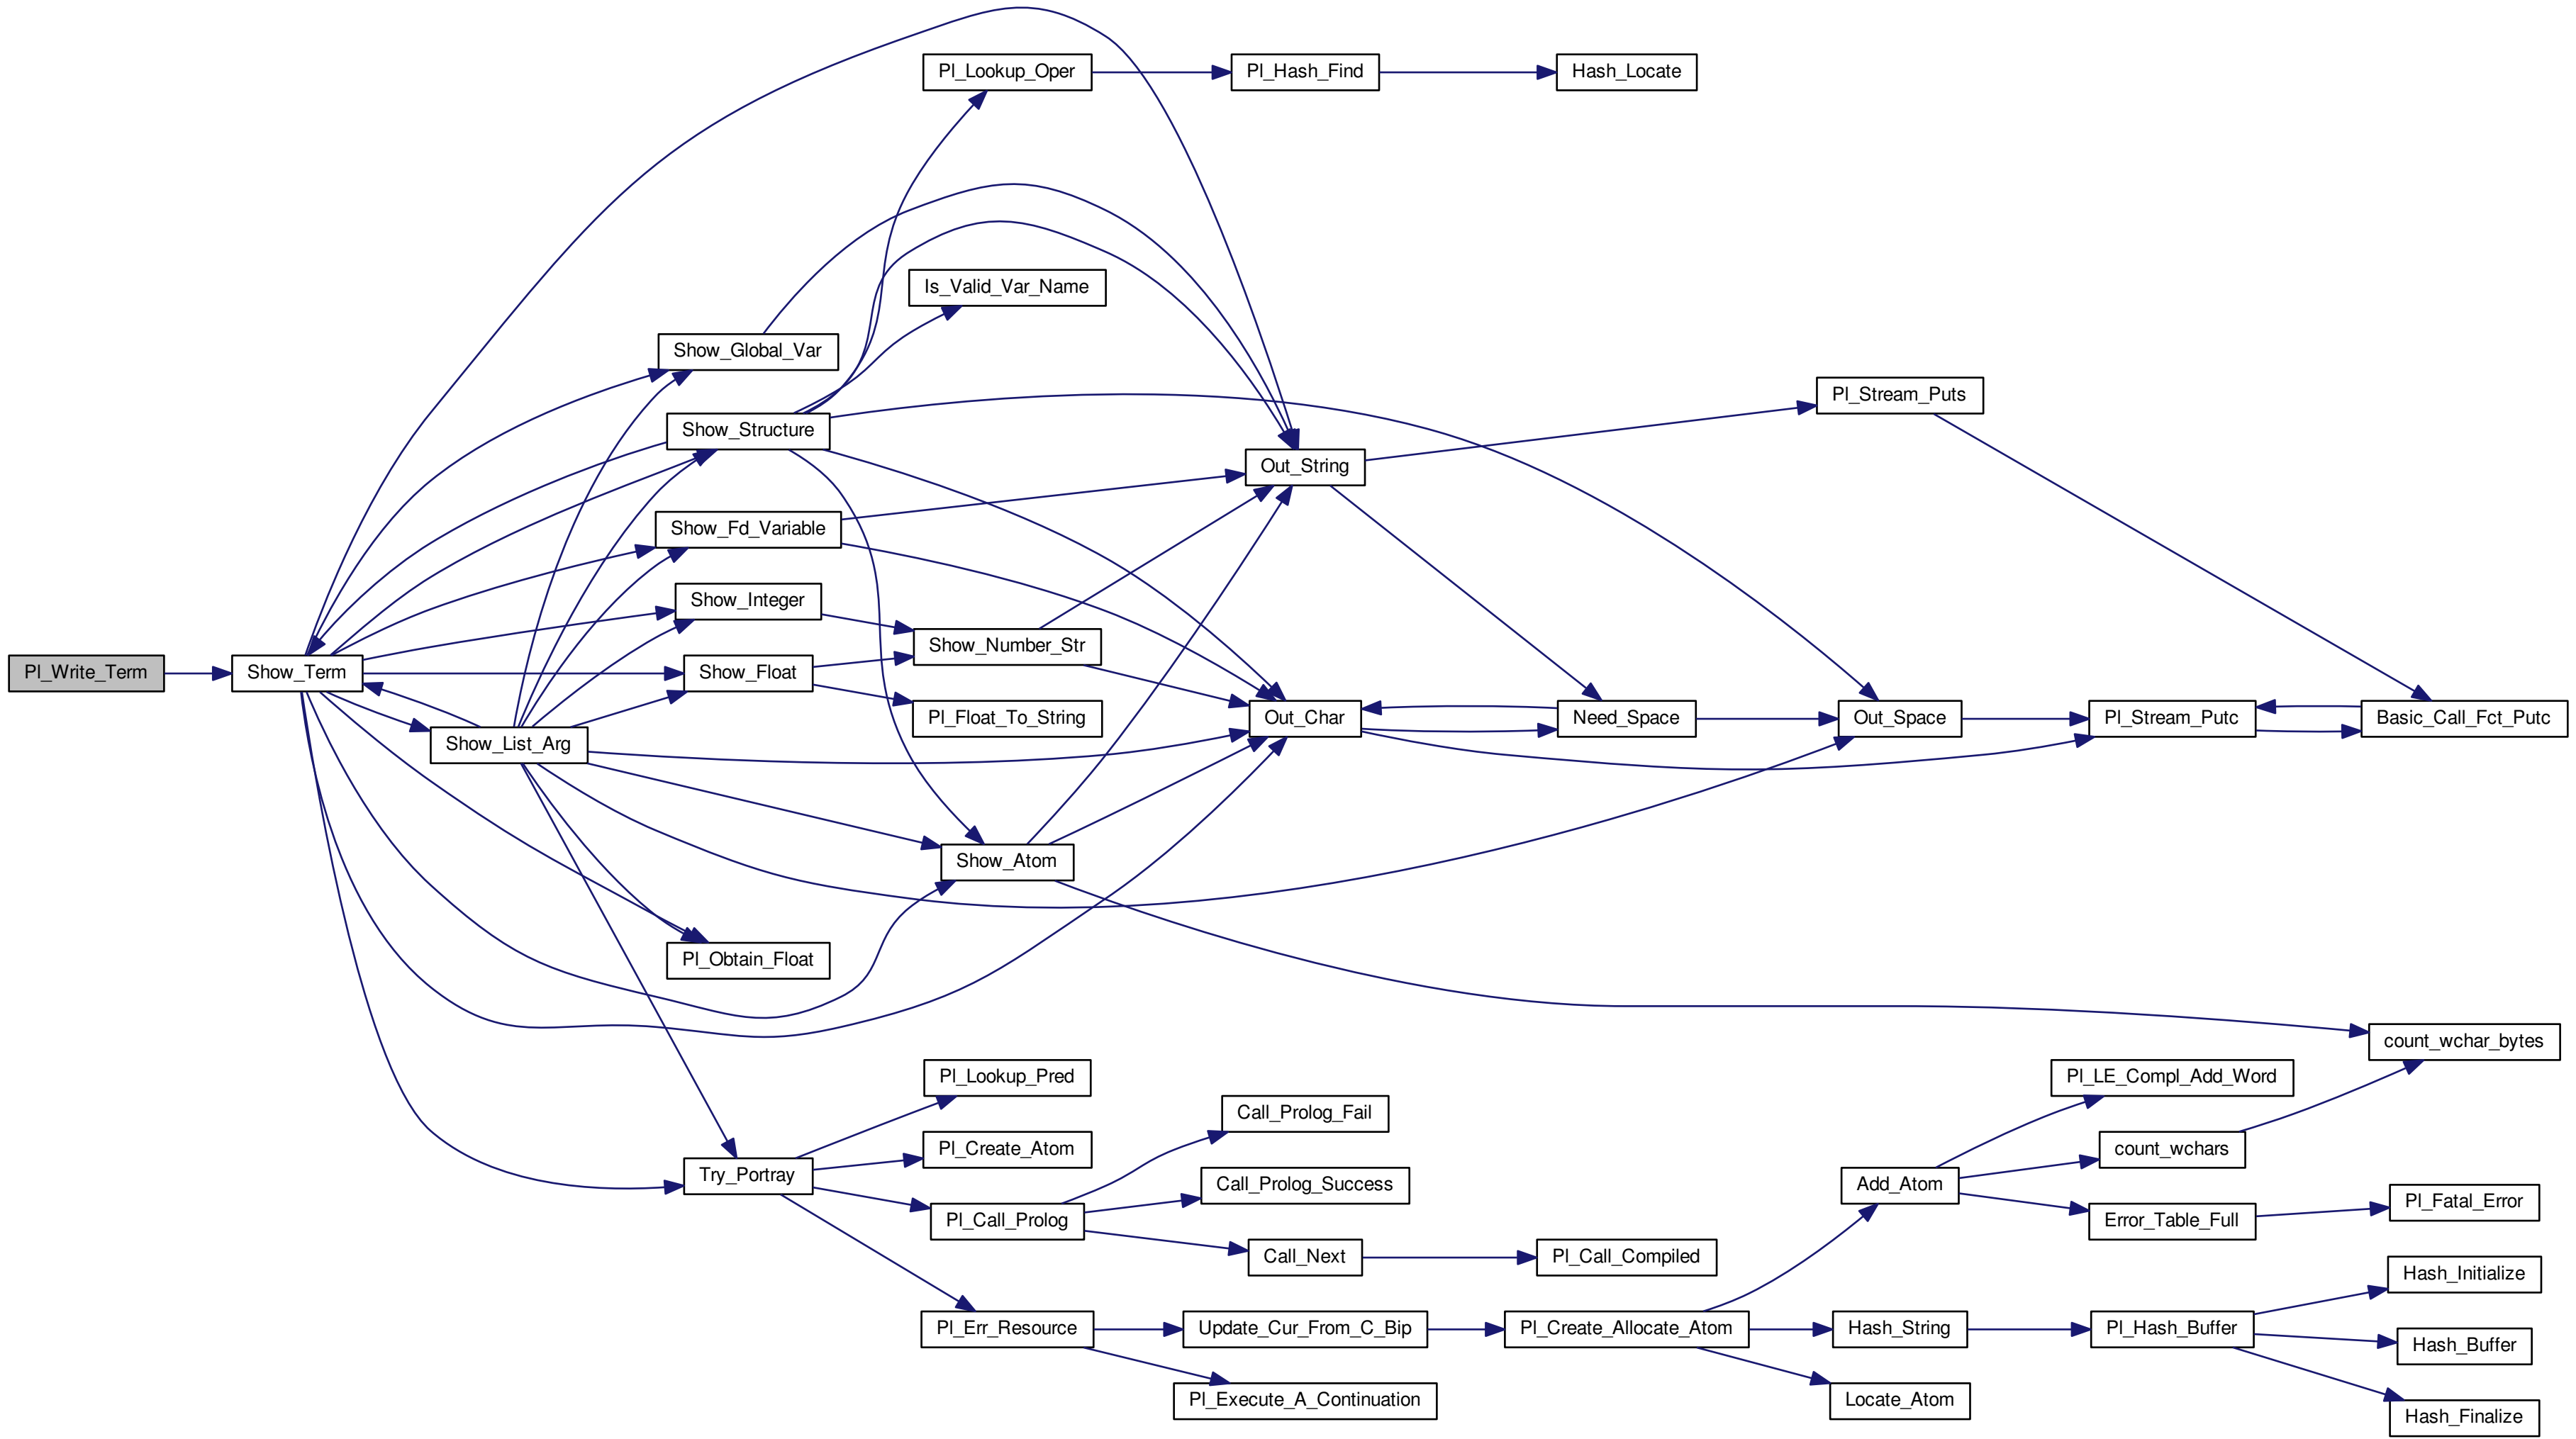 Pl_Lookup_Oper
Pl_Hash_Find
Hash_Locate
Is_Valid_Var_Name
Show_Global_Var
Pl_Stream_Puts
Show_Structure
Out_String
Show_Fd_Variable
Show_Integer
Show_Number_Str
Pl_Write_Term
Show_Term
Show_Float
Pl_Float_To_String
Out_Char
Need_Space
Out_Space
Pl_Stream_Putc
Basic_Call_Fct_Putc
Show_List_Arg
Show_Atom
Pl_Obtain_Float
count_wchar_bytes
Pl_Lookup_Pred
Pl_LE_Compl_Add_Word
Call_Prolog_Fail
Pl_Create_Atom
count_wchars
Try_Portray
Call_Prolog_Success
Add_Atom
Pl_Fatal_Error
Pl_Call_Prolog
Error_Table_Full
Call_Next
Pl_Call_Compiled
Hash_Initialize
Pl_Err_Resource
Update_Cur_From_C_Bip
Pl_Create_Allocate_Atom
Hash_String
Pl_Hash_Buffer
Hash_Buffer
Pl_Execute_A_Continuation
Locate_Atom
Hash_Finalize